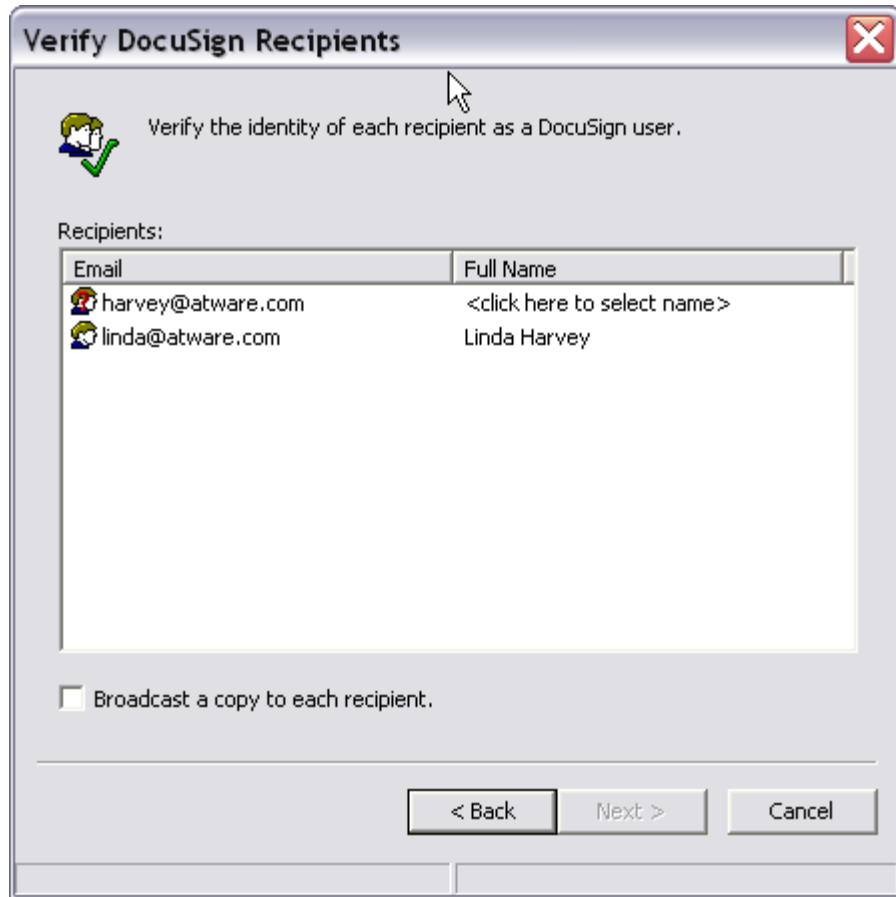 Verify DocuSign Recipients
Verify the identity of each recipient as a DocuSign user.
Recipients:
Email Full Name
harvey@atware.com <click here to select name>
linda@atware.com Linda Harvey
Broadcast a copy to each recipient.
< Back Next > Cancel